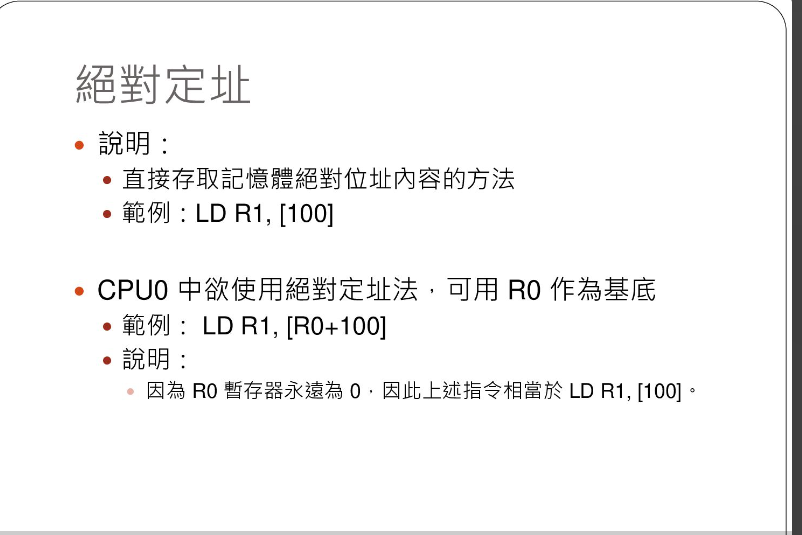 絕對定址
說明：
直接存取記憶體絕對位址內容的方法
範例：LD R1, [100]
CPU0 中欲使用絕對定址法，可用 R0 作為基底
範例： LD R1, [R0+100]
說明：
因為 R0 暫存器永遠為 0，因此上述指令相當於 LD R1, [100]。